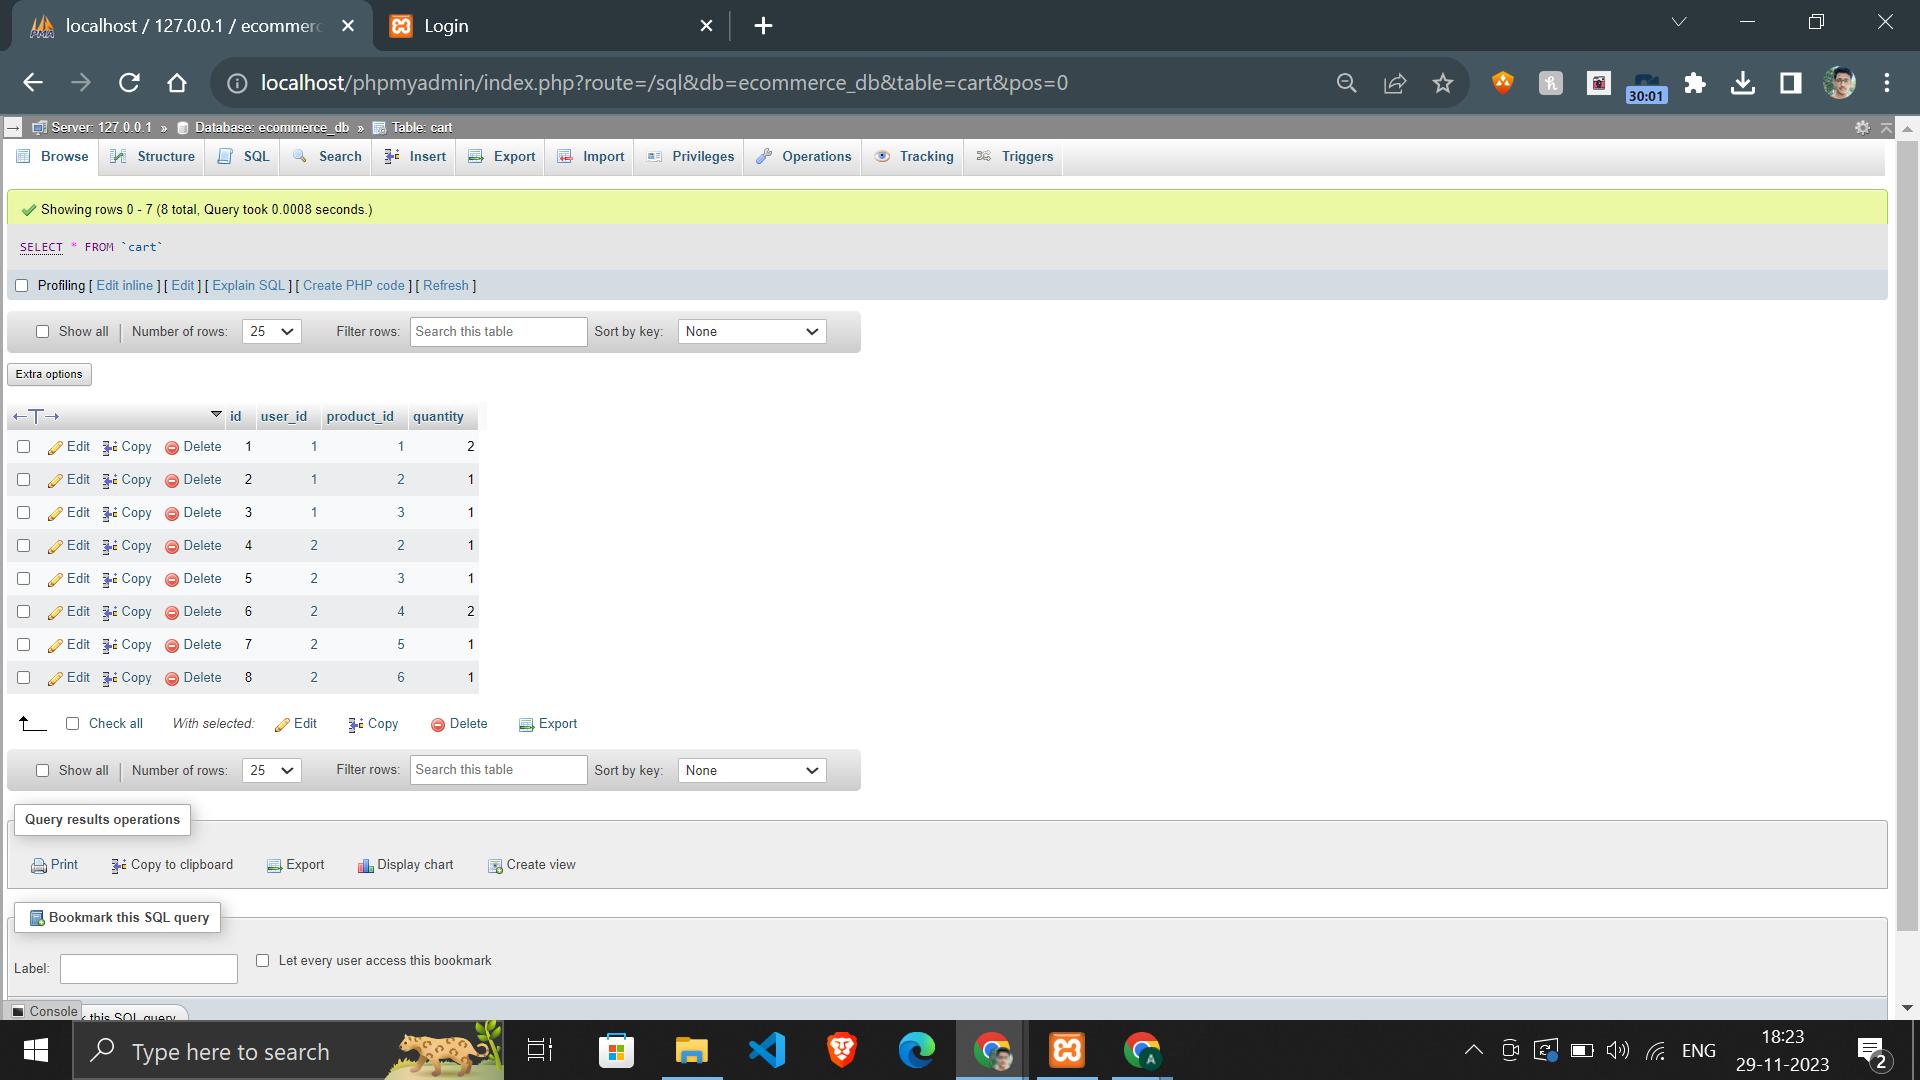 localhost / 127.0.0.1 / ecommerc
Login
localhost/phpmyadmin/index.php?route=/sql&db=ecommerce_db&table=cart&pos=0
30:01
Server: 127.0.0.1 » Database: ecommerce_db » Table: cart
Browse Structure SQL Search Insert Export Import Privileges Operations Tracking Triggers
Showing rows 0 - 7 (8 total, Query took 0.0008 seconds.)
SELECT * FROM `cart`
Profiling [ Edit inline ] [ Edit ] [ Explain SQL ] [ Create PHP code ] [ Refresh ]
Show all Number of rows: 25 Filter rows: Search this table Sort by key: None
Extra options
←T→ id user_id product_id quantity
Edit Copy Delete 1 1 1 2
Edit Copy Delete 2 1 2 1
Edit Copy Delete 3 1 3 1
Edit Copy Delete 4 2 2 1
Edit Copy Delete 5 2 3 1
Edit Copy Delete 6 2 4 2
Edit Copy Delete 7 2 5 1
Edit Copy Delete 8 2 6 1
Check all With selected: Edit Copy Delete Export
Show all Number of rows: 25 Filter rows: Search this table Sort by key: None
Query results operations
Print Copy to clipboard Export Display chart Create view
Bookmark this SQL query
Label: Let every user access this bookmark
Console this SQL query
Type here to search
ENG
18:23
29-11-2023
2